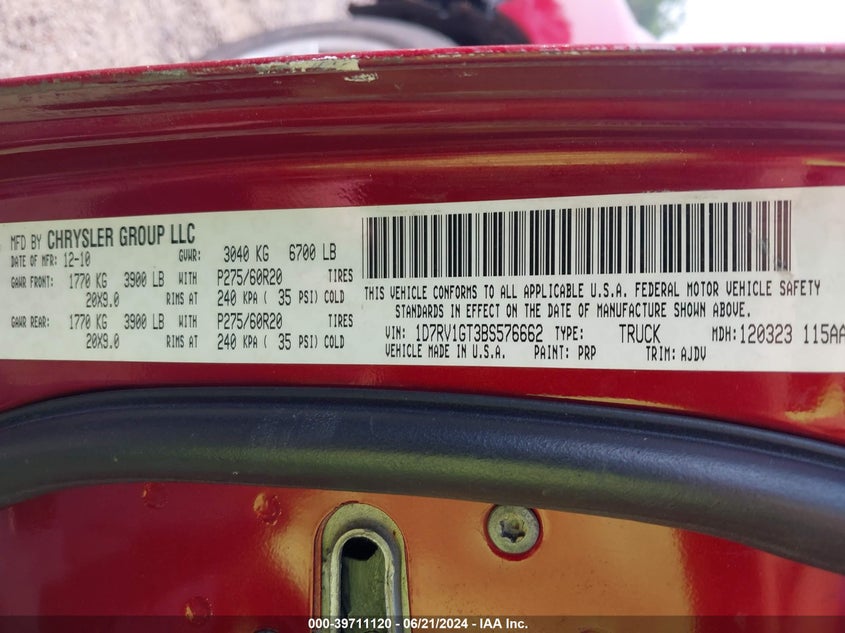 MFD BY CHRYSLER GROUP LLC
DATE OF MFR: 12-10 GVWR: 3040 KG 6700 LB
GAWR FRONT: 1770 KG 3900 LB WITH P275/60R20 TIRES
20X9.0 RIMS AT 240 KPA ( 35 PSI) COLD
GAWR REAR: 1770 KG 3900 LB WITH P275/60R20 TIRES
20X9.0 RIMS AT 240 KPA ( 35 PSI) COLD
THIS VEHICLE CONFORMS TO ALL APPLICABLE U.S.A. FEDERAL MOTOR VEHICLE SAFETY
STANDARDS IN EFFECT ON THE DATE OF MANUFACTURE SHOWN ABOVE.
VIN: 1D7RV1GT3BS576662 TYPE: TRUCK MDH: 120323 115AA
VEHICLE MADE IN U.S.A. PAINT: PRP TRIM: AJDV
000-39711120 - 06/21/2024 - IAA Inc.